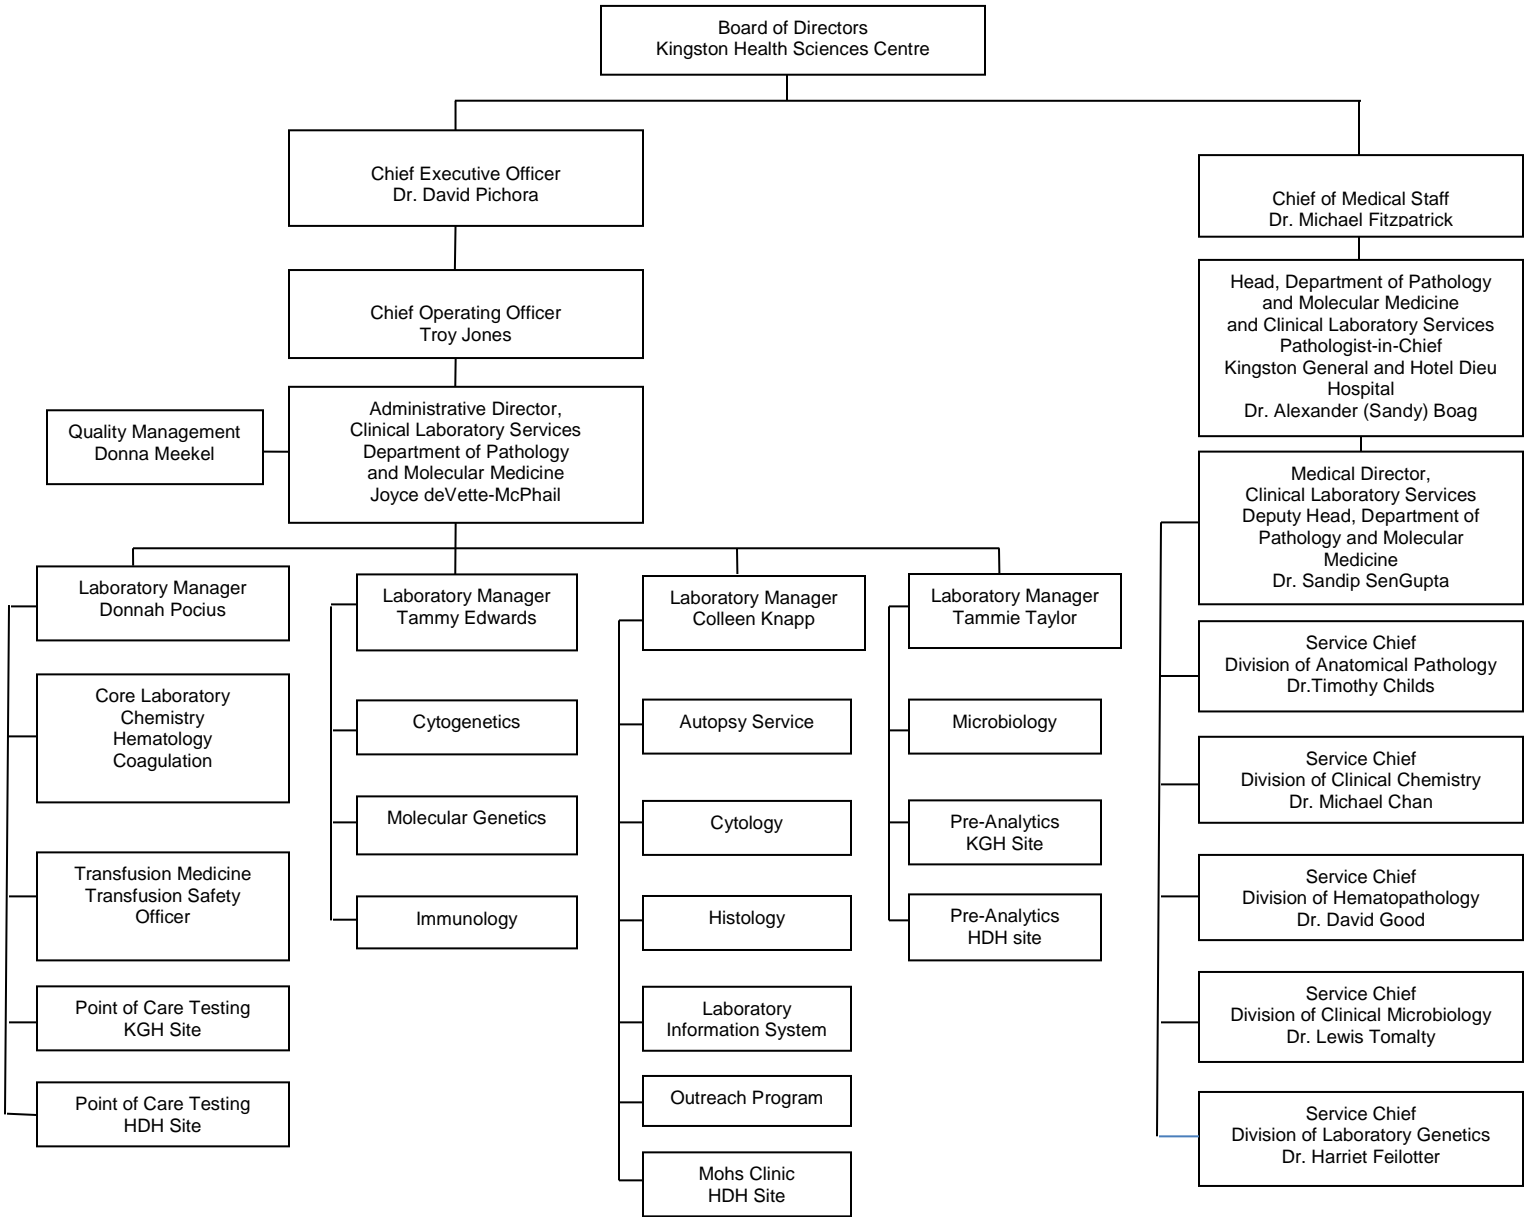 Board of Directors
Kingston Health Sciences Centre
Chief Executive Officer
Dr. David Pichora
Chief of Medical Staff
Dr. Michael Fitzpatrick
Chief Operating Officer
Troy Jones
Head, Department of Pathology
and Molecular Medicine
and Clinical Laboratory Services
Pathologist-in-Chief
Kingston General and Hotel Dieu
Hospital
Dr. Alexander (Sandy) Boag
Quality Management
Donna Meekel
Administrative Director,
Clinical Laboratory Services
Department of Pathology
and Molecular Medicine
Joyce deVette-McPhail
Medical Director,
Clinical Laboratory Services
Deputy Head, Department of
Pathology and Molecular
Medicine
Dr. Sandip SenGupta
Laboratory Manager
Donnah Pocius
Core Laboratory
Chemistry
Hematology
Coagulation
Transfusion Medicine
Transfusion Safety
Officer
Point of Care Testing
KGH Site
Point of Care Testing
HDH Site
Laboratory Manager
Tammy Edwards
Cytogenetics
Molecular Genetics
Immunology
Laboratory Manager
Colleen Knapp
Autopsy Service
Cytology
Histology
Laboratory
Information System
Outreach Program
Mohs Clinic
HDH Site
Laboratory Manager
Tammie Taylor
Microbiology
Pre-Analytics
KGH Site
Pre-Analytics
HDH site
Service Chief
Division of Anatomical Pathology
Dr.Timothy Childs
Service Chief
Division of Clinical Chemistry
Dr. Michael Chan
Service Chief
Division of Hematopathology
Dr. David Good
Service Chief
Division of Clinical Microbiology
Dr. Lewis Tomalty
Service Chief
Division of Laboratory Genetics
Dr. Harriet Feilotter